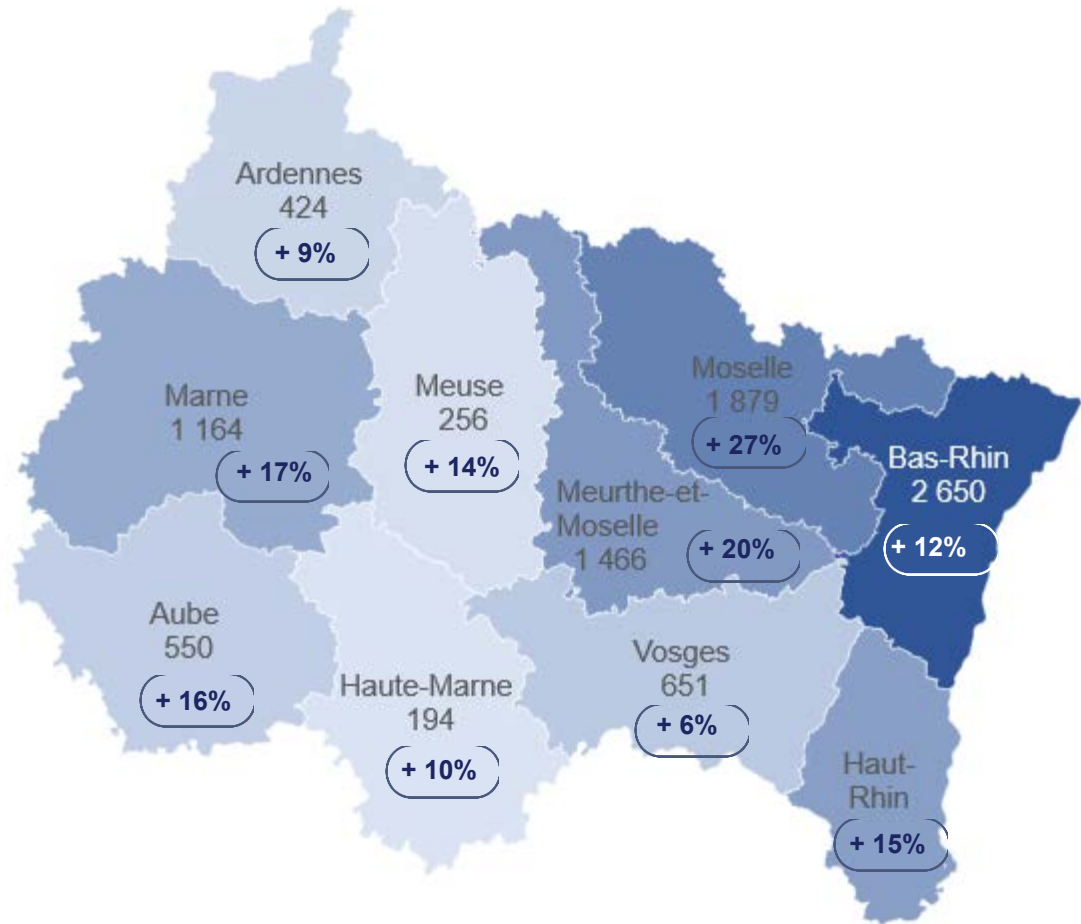 Ardennes
424
+ 9%
Marne
1 164
+ 17%
Meuse
256
+ 14%
Moselle
1 879
+ 27%
Bas-Rhin
2 650
+ 12%
Meurthe-et-
Moselle
1 466
+ 20%
Aube
550
+ 16%
Haute-Marne
194
+ 10%
Vosges
651
+ 6%
Haut-
Rhin
+ 15%